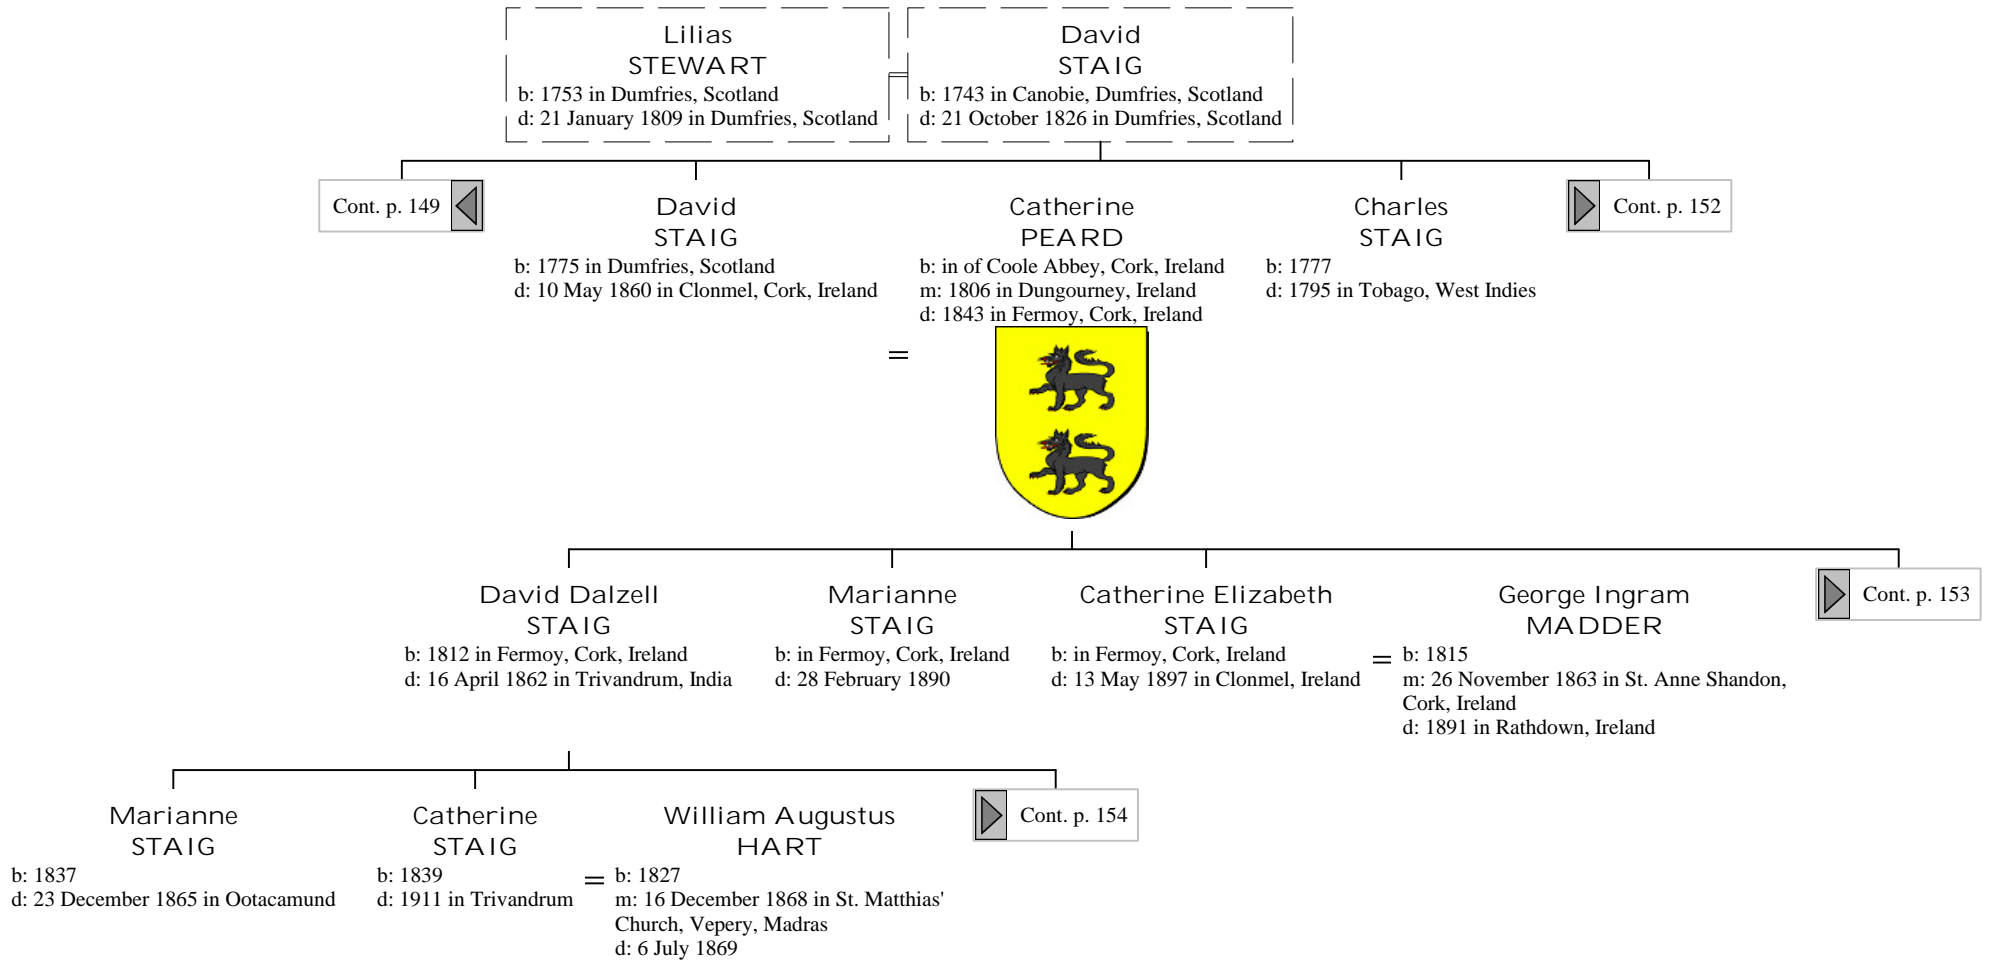 Lilias
STEWART
b: 1753 in Dumfries, Scotland
d: 21 January 1809 in Dumfries, Scotland
=
David
STAIG
b: 1743 in Canobie, Dumfries, Scotland
d: 21 October 1826 in Dumfries, Scotland
Cont. p. 149
David
STAIG
b: 1775 in Dumfries, Scotland
d: 10 May 1860 in Clonmel, Cork, Ireland
=
Catherine
PEARD
b: in of Coole Abbey, Cork, Ireland
m: 1806 in Dungourney, Ireland
d: 1843 in Fermoy, Cork, Ireland
Charles
STAIG
b: 1777
d: 1795 in Tobago, West Indies
Cont. p. 152
David Dalzell
STAIG
b: 1812 in Fermoy, Cork, Ireland
d: 16 April 1862 in Trivandrum, India
Marianne
STAIG
b: in Fermoy, Cork, Ireland
d: 28 February 1890
Catherine Elizabeth
STAIG
b: in Fermoy, Cork, Ireland
d: 13 May 1897 in Clonmel, Ireland
=
George Ingram
MADDER
b: 1815
m: 26 November 1863 in St. Anne Shandon,
Cork, Ireland
d: 1891 in Rathdown, Ireland
Cont. p. 153
Marianne
STAIG
b: 1837
d: 23 December 1865 in Ootacamund
Catherine
STAIG
b: 1839
d: 1911 in Trivandrum
=
William Augustus
HART
b: 1827
m: 16 December 1868 in St. Matthias'
Church, Vepery, Madras
d: 6 July 1869
Cont. p. 154